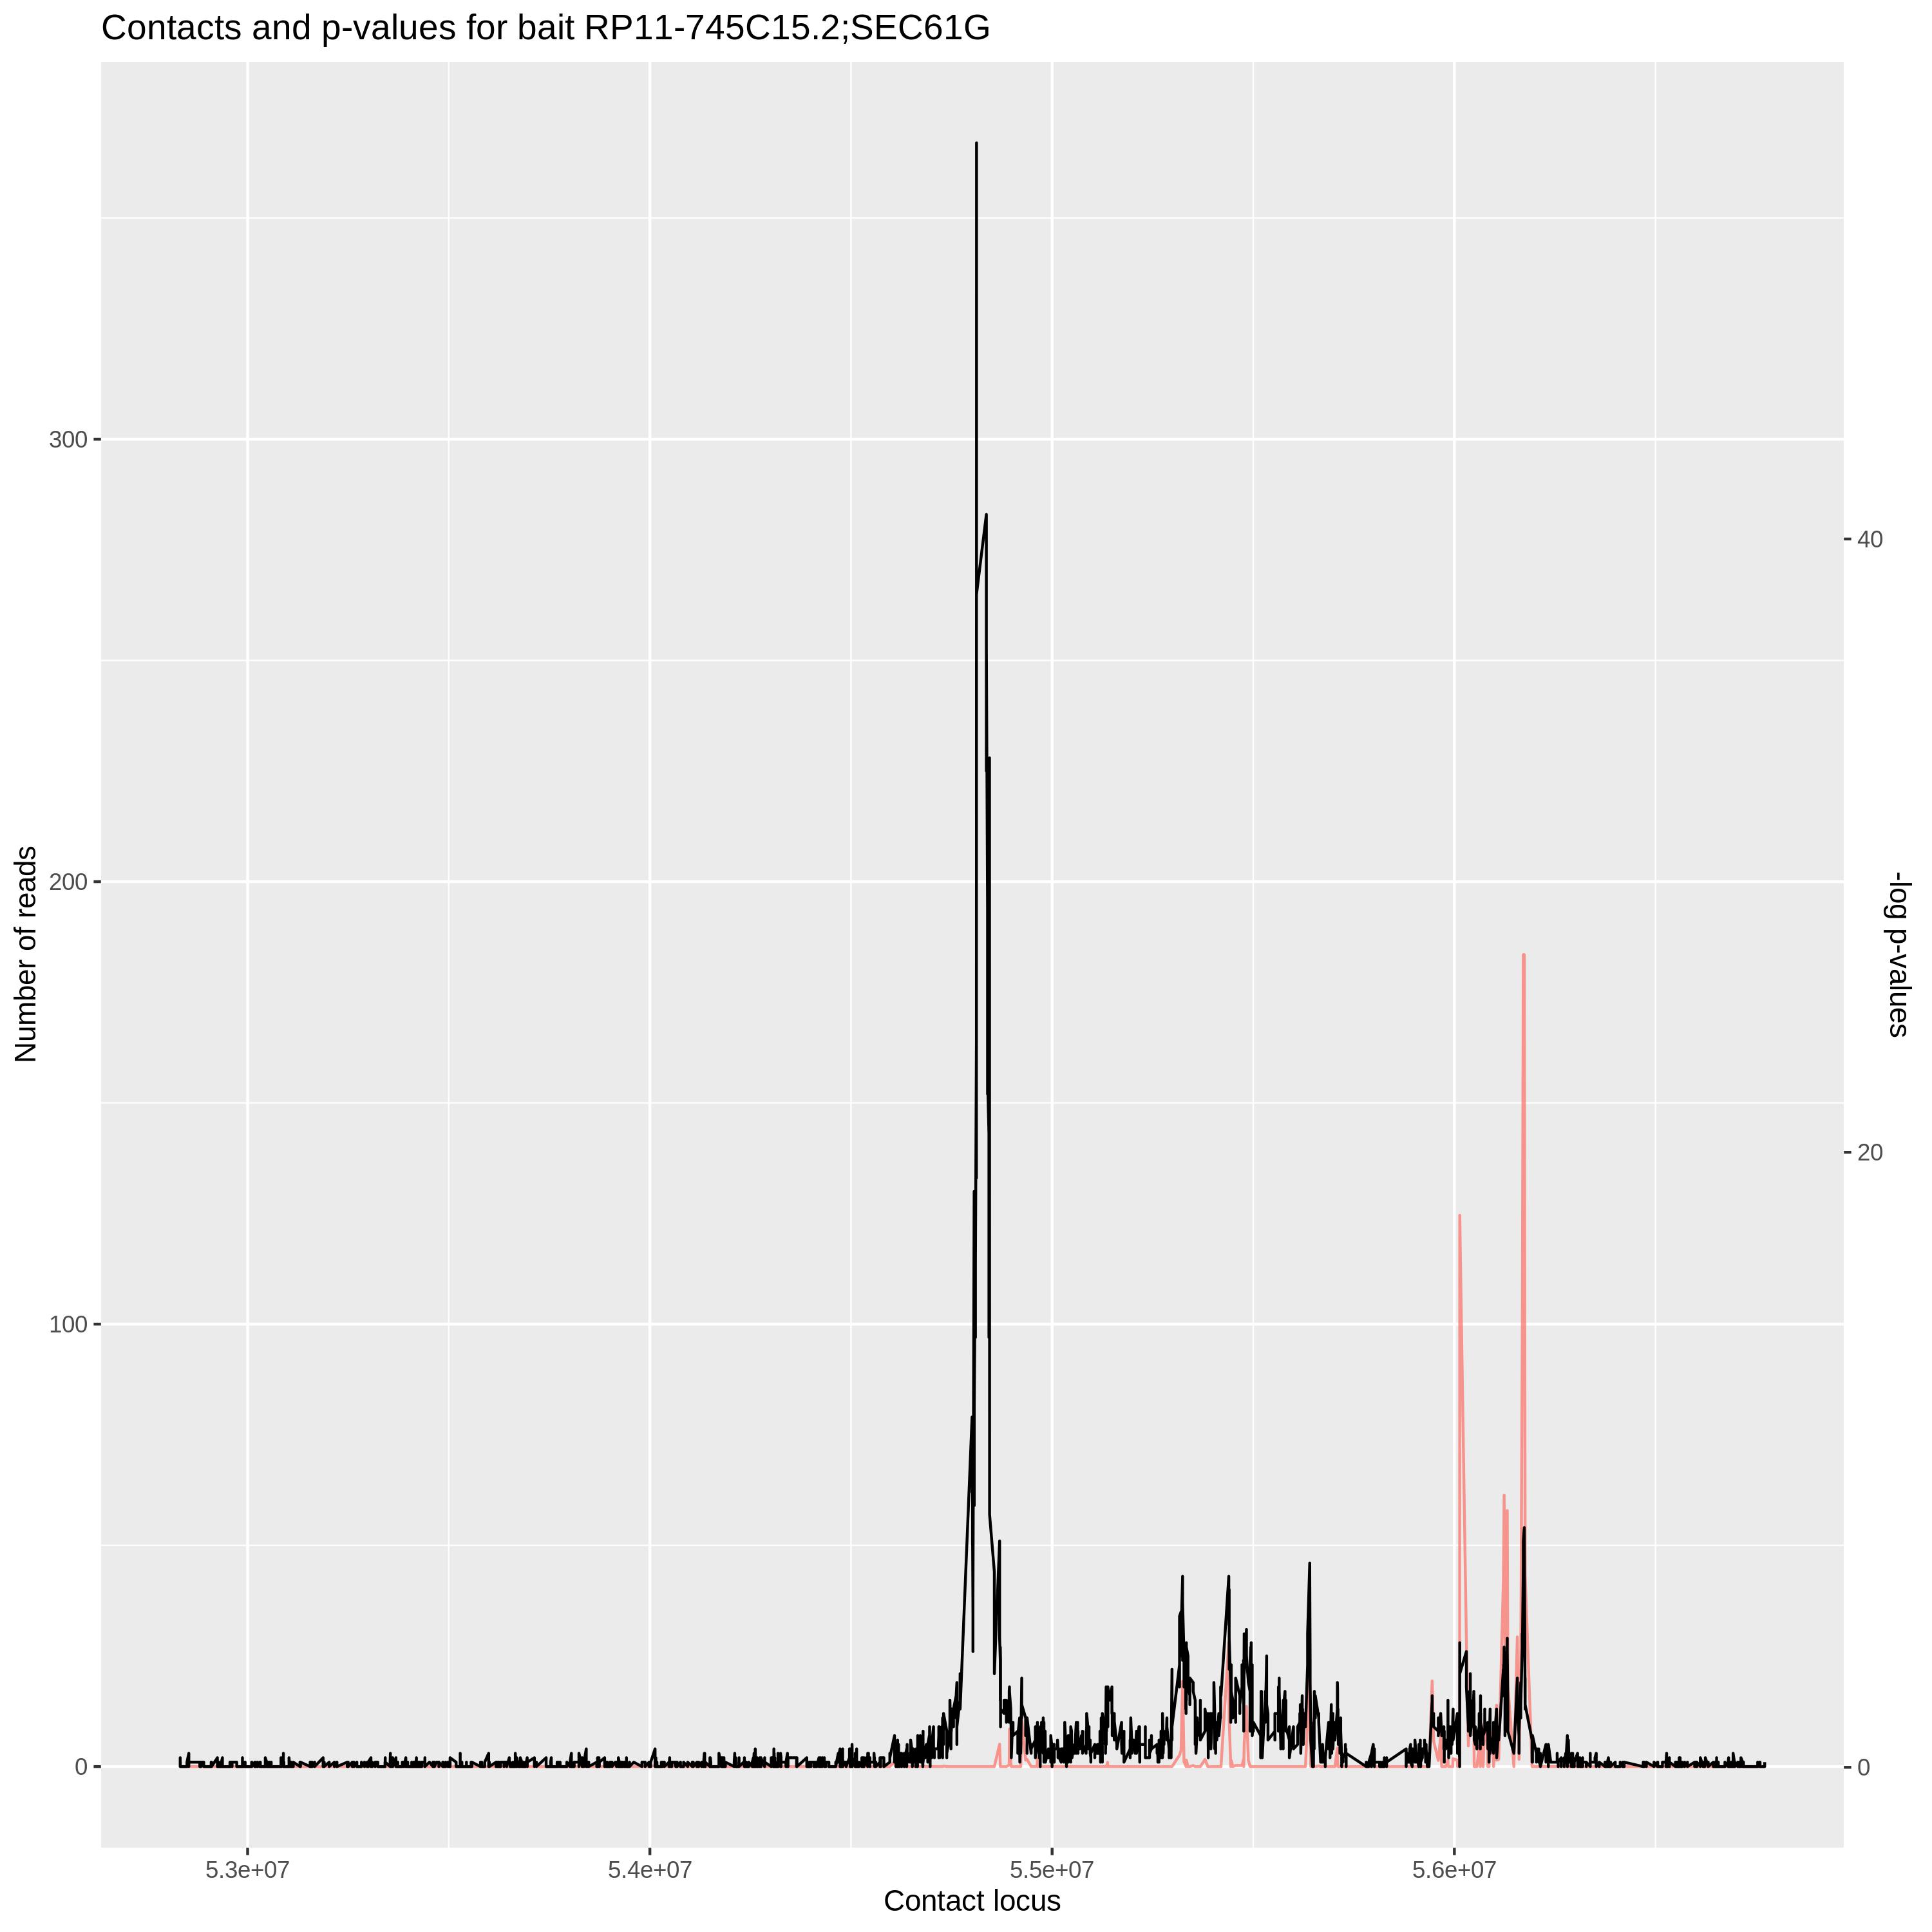 Contacts and p-values for bait RP11-745C15.2;SEC61G
Number of reads
300
200
100
0
40
20
0
-log p-values
5.3e+07
5.4e+07
5.5e+07
5.6e+07
Contact locus